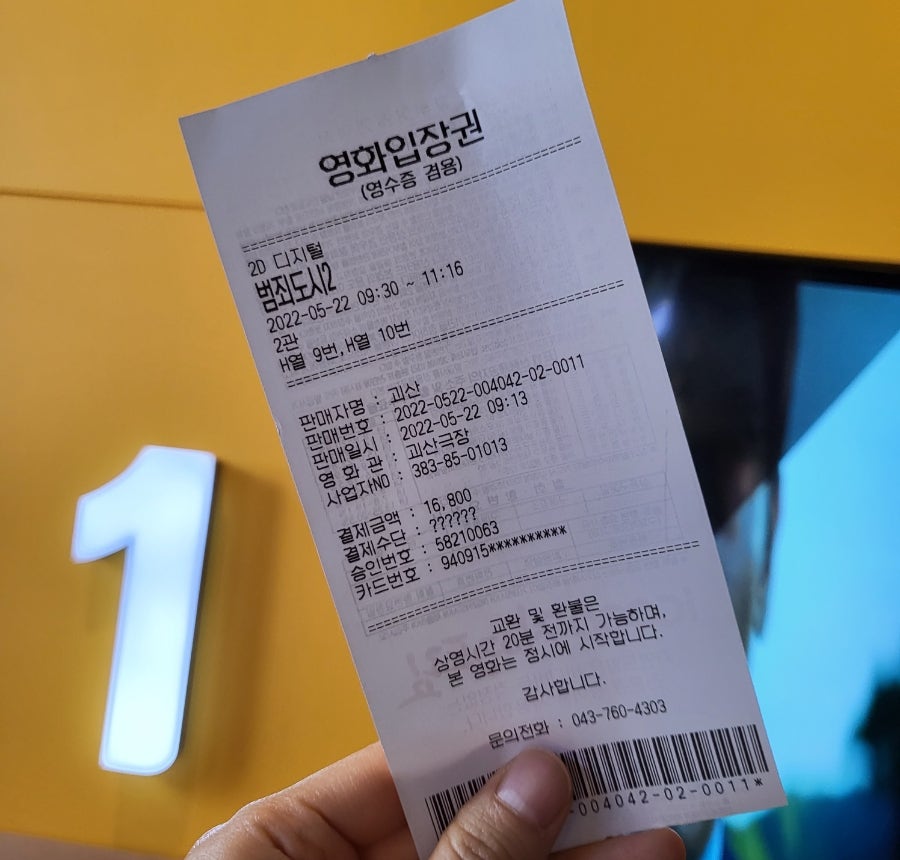 영화입장권
(영수증 겸용)
2D 디지털
범죄도시2
2022-05-22 09:30 ~ 11:16
2관
H열 9번,H열 10번
판매자명 : 괴산
판매번호 : 2022-0522-004042-02-0011
판매일시 : 2022-05-22 09:13
영 화 관 : 괴산극장
사업자NO : 383-85-01013
결제금액 : 16,800
결제수단 : ??????
승인번호 : 58210063
카드번호 : 940915**********
교환 및 환불은
상영시간 20분 전까지 가능하며,
본 영화는 정시에 시작합니다.
감사합니다.
문의전화 : 043-760-4303
-004042-02-0011*
1